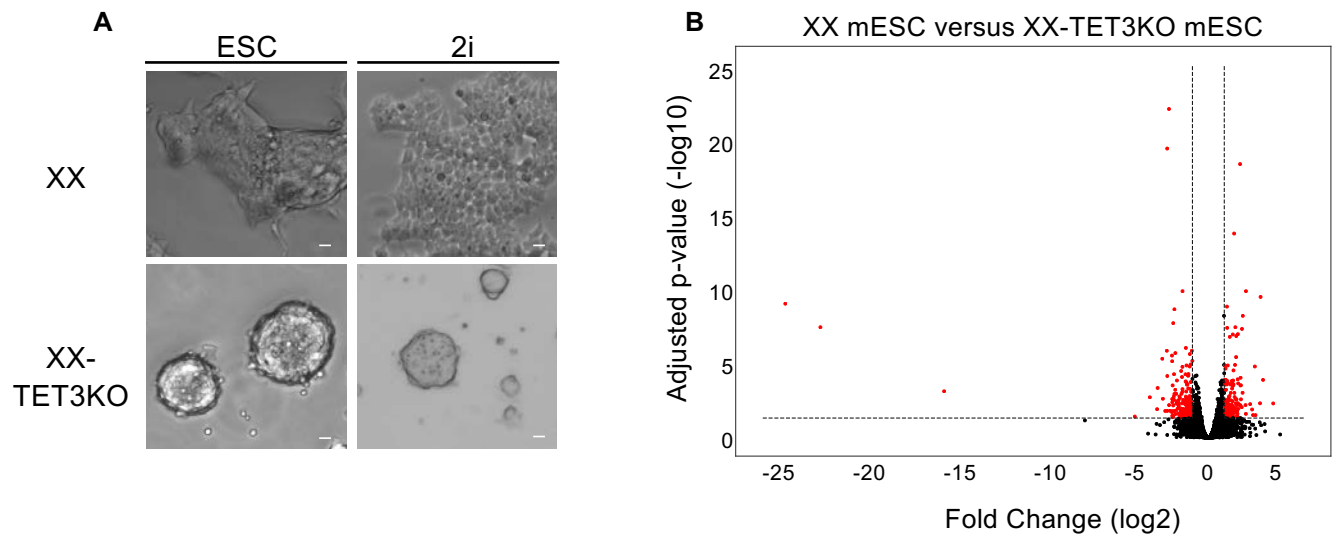 A
ESC
2i
XX
XX-
TET3KO
B
XX mESC versus XX-TET3KO mESC
Adjusted p-value (-log10)
25
20
15
10
5
0
-25
-20
-15
-10
-5
0
5
Fold Change (log2)